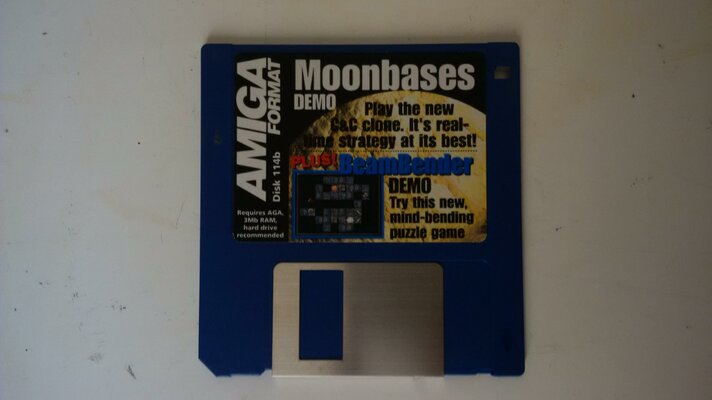 AMIGA
FORMAT
Disk 114b
Requires AGA,
3Mb RAM,
hard drive
recommended
Moonbases
DEMO
Play the new
C&C clone. It's real-
time strategy at its best!
PLUS! BeamBender
DEMO
Try this new,
mind-bending
puzzle game